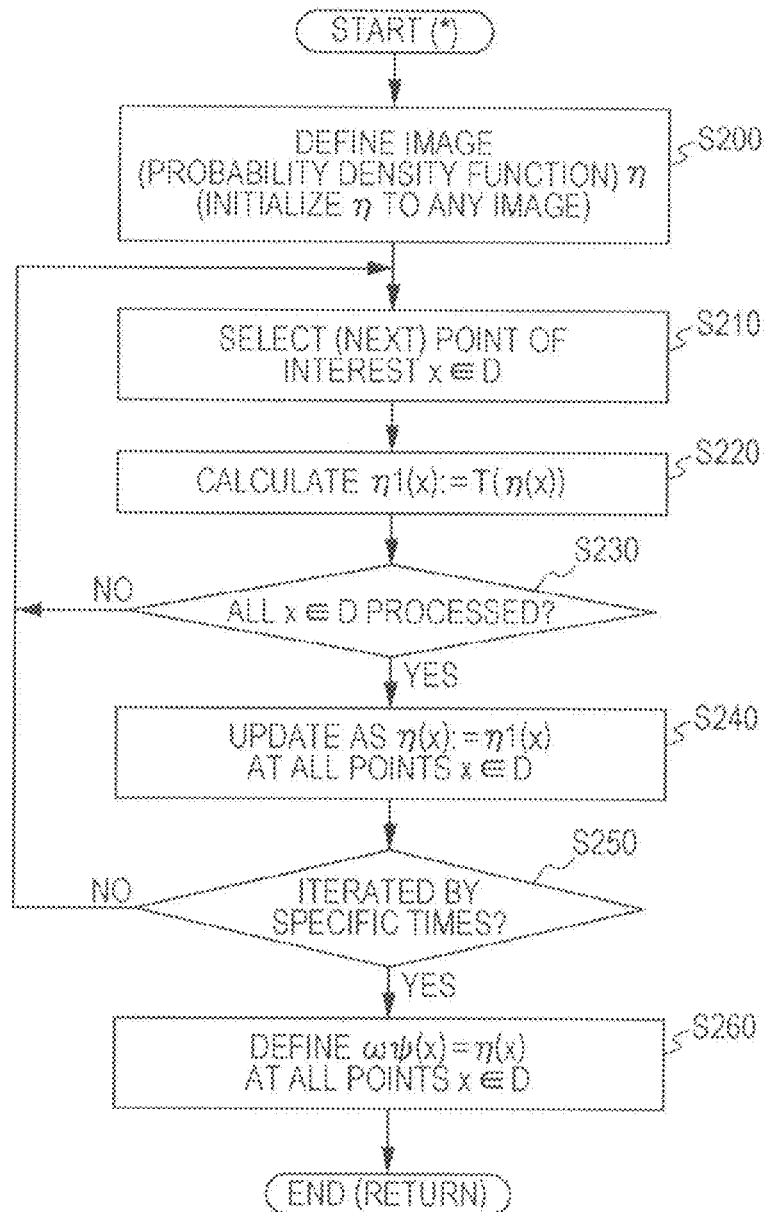 START (*)
DEFINE IMAGE
(PROBABILITY DENSITY FUNCTION) η
(INITIALIZE η TO ANY IMAGE)
S200
SELECT (NEXT) POINT OF
INTEREST x ∈ D
S210
CALCULATE η1(x):=T(η(x))
S220
S230
NO
ALL x ∈ D PROCESSED?
YES
UPDATE AS η(x):=η1(x)
AT ALL POINTS x ∈ D
S240
S250
NO
ITERATED BY
SPECIFIC TIMES?
YES
DEFINE ωψ(x)=η(x)
AT ALL POINTS x ∈ D
S260
END (RETURN)